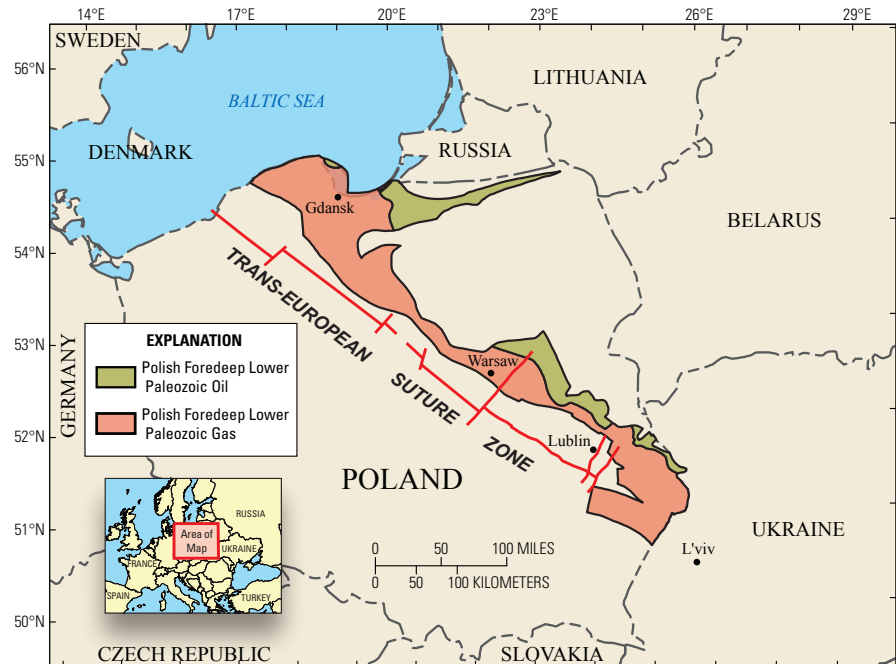 14°E 17°E 20°E 23°E 26°E 29°E
SWEDEN
56°N
LITHUANIA
BALTIC SEA
55°N
DENMARK
RUSSIA
Gdansk
BELARUS
54°N
TRANS-EUROPEAN
SUTURE
ZONE
53°N
Warsaw
EXPLANATION
Polish Foredeep Lower
Paleozoic Oil
Polish Foredeep Lower
Paleozoic Gas
GERMANY
52°N
Lublin
POLAND
51°N
UKRAINE
L'viv
0 50 100 MILES
0 50 100 KILOMETERS
RUSSIA
Area of
Map
UKRAINE
FRANCE
SPAIN
TURKEY
50°N
CZECH REPUBLIC
SLOVAKIA